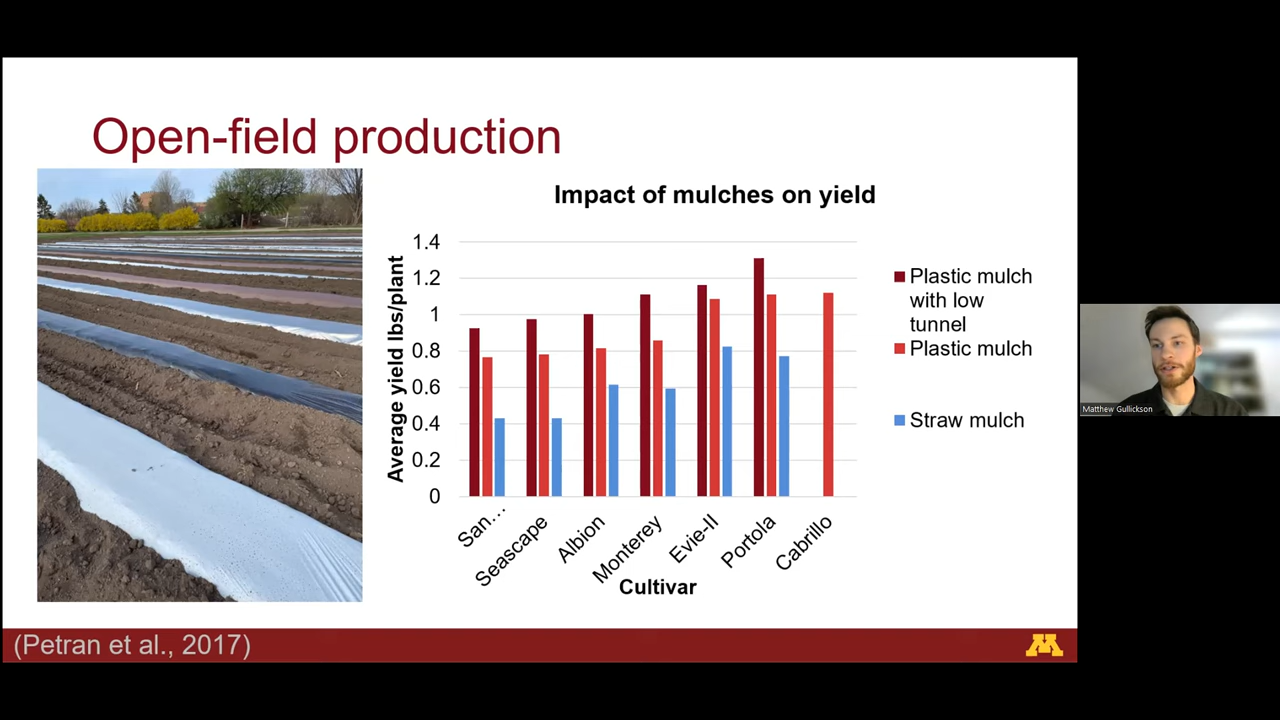 Open-field production
Impact of mulches on yield
Average yield lbs/plant
1.4
1.2
1
0.8
0.6
0.4
0.2
0
San...
Seascape
Albion
Monterey
Evie-II
Portola
Cabrillo
Cultivar
Plastic mulch
with low
tunnel
Plastic mulch
Straw mulch
Matthew Gullickson
(Petran et al., 2017)
M